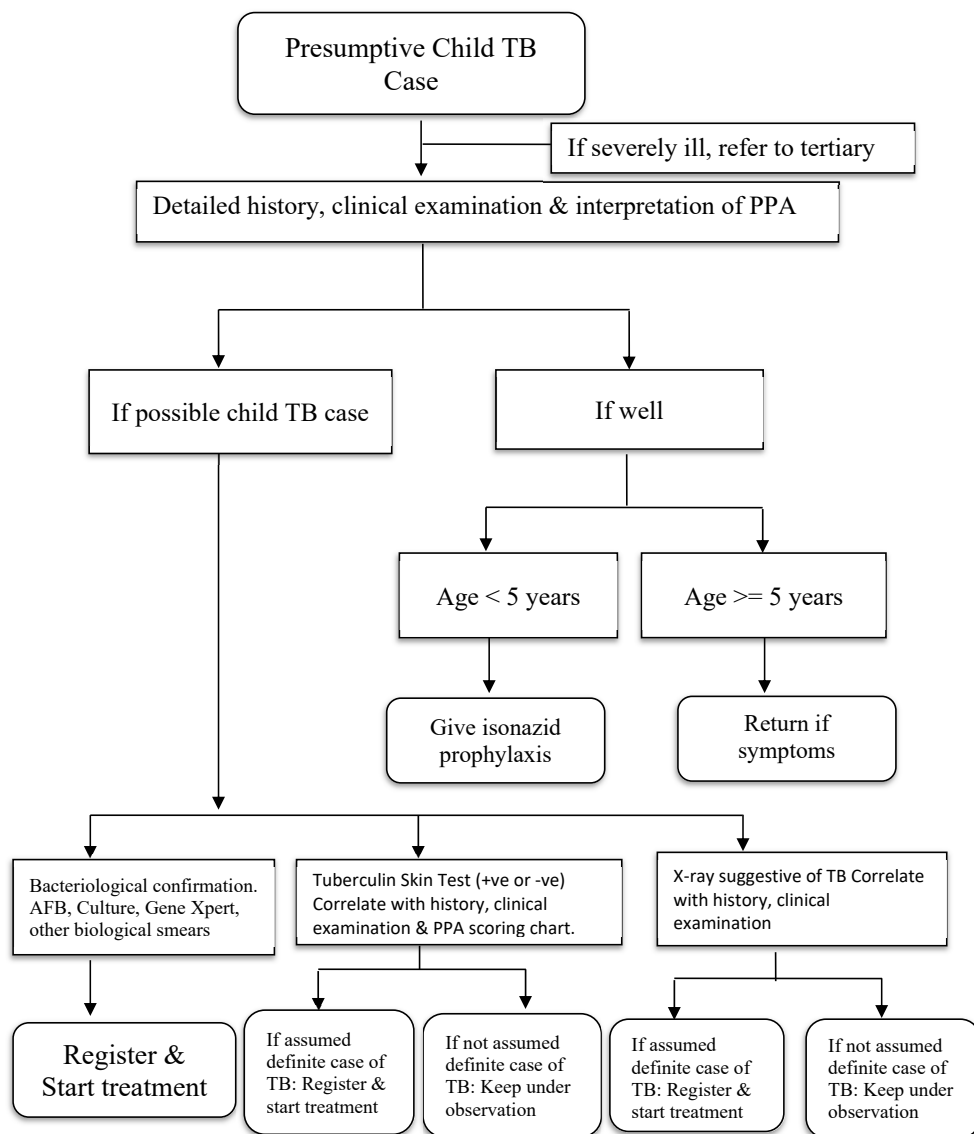 Presumptive Child TB
Case
If severely ill, refer to tertiary
Detailed history, clinical examination & interpretation of PPA
If possible child TB case
If well
Age < 5 years
Age >= 5 years
Give isonazid
prophylaxis
Return if
symptoms
Bacteriological confirmation.
AFB, Culture, Gene Xpert,
other biological smears
Tuberculin Skin Test (+ve or -ve)
Correlate with history, clinical
examination & PPA scoring chart.
X-ray suggestive of TB Correlate
with history, clinical
examination
Register &
Start treatment
If assumed
definite case of
TB: Register &
start treatment
If not assumed
definite case of
TB: Keep under
observation
If assumed
definite case of
TB: Register &
start treatment
If not assumed
definite case of
TB: Keep under
observation